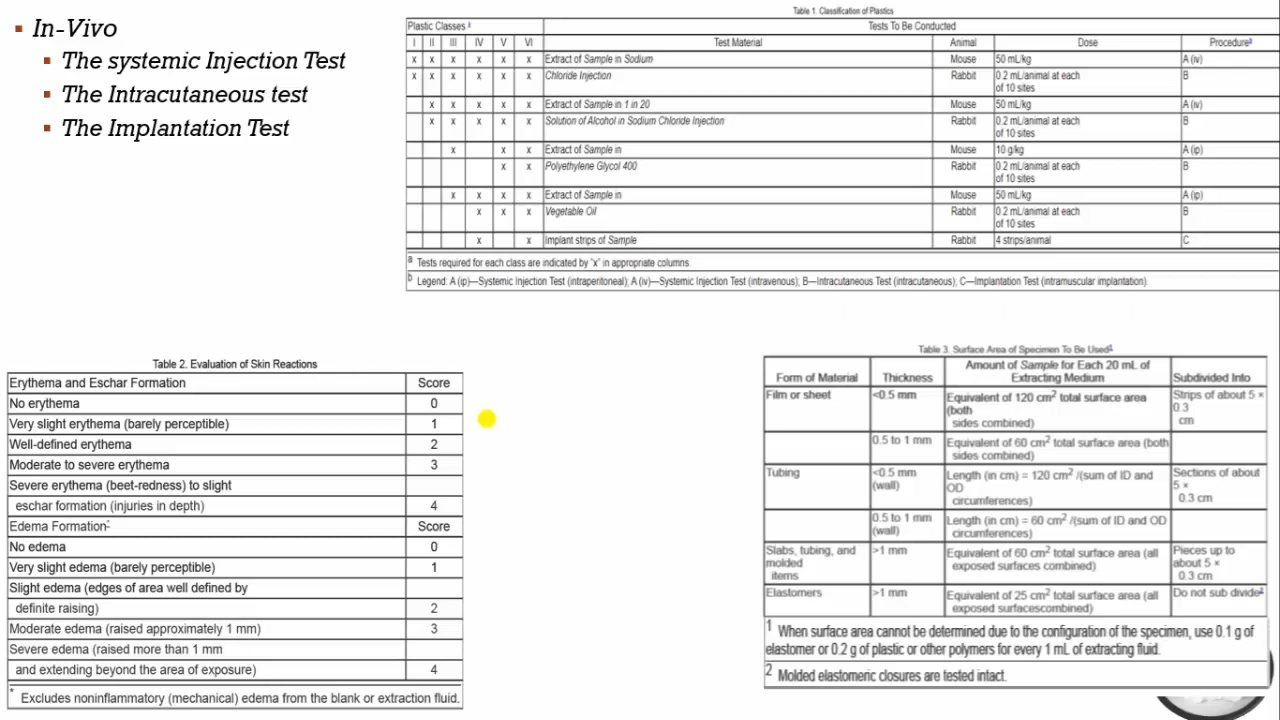 ▪ In-Vivo
▪ The systemic Injection Test
▪ The Intracutaneous test
▪ The Implantation Test
Table 1. Classification of Plastics
Plastic Classes a Tests To Be Conducted
I II III IV V VI Test Material Animal Dose Procedure b
x x x x x x Extract of Sample in Sodium Mouse 50 mL/kg A (iv)
x x x x x x Chloride Injection Rabbit 0.2 mL/animal at each
of 10 sites B
x x x x x Extract of Sample in 1 in 20 Mouse 50 mL/kg A (iv)
x x x x x Solution of Alcohol in Sodium Chloride Injection Rabbit 0.2 mL/animal at each
of 10 sites B
x x x Extract of Sample in Mouse 10 g/kg A (ip)
x x Polyethylene Glycol 400 Rabbit 0.2 mL/animal at each
of 10 sites B
x x x x Extract of Sample in Mouse 50 mL/kg A (ip)
x x x Vegetable Oil Rabbit 0.2 mL/animal at each
of 10 sites B
x x Implant strips of Sample Rabbit 4 strips/animal C
a Tests required for each class are indicated by "x" in appropriate columns.
b Legend: A (ip)—Systemic Injection Test (intraperitoneal); A (iv)—Systemic Injection Test (intravenous); B—Intracutaneous Test (intracutaneous); C—Implantation Test (intramuscular implantation).
Table 2. Evaluation of Skin Reactions
Erythema and Eschar Formation Score
No erythema 0
Very slight erythema (barely perceptible) 1
Well-defined erythema 2
Moderate to severe erythema 3
Severe erythema (beet-redness) to slight
eschar formation (injuries in depth) 4
Edema Formation* Score
No edema 0
Very slight edema (barely perceptible) 1
Slight edema (edges of area well defined by
definite raising) 2
Moderate edema (raised approximately 1 mm) 3
Severe edema (raised more than 1 mm
and extending beyond the area of exposure) 4
* Excludes noninflammatory (mechanical) edema from the blank or extraction fluid.
Table 3. Surface Area of Specimen To Be Used1
Form of Material Thickness Amount of Sample for Each 20 mL of
Extracting Medium Subdivided Into
Film or sheet <0.5 mm Equivalent of 120 cm2 total surface area
(both
sides combined) Strips of about 5 ×
0.3
cm
0.5 to 1 mm Equivalent of 60 cm2 total surface area (both
sides combined)
Tubing <0.5 mm
(wall) Length (in cm) = 120 cm2 /(sum of ID and
OD
circumferences) Sections of about
5 ×
0.3 cm
0.5 to 1 mm
(wall) Length (in cm) = 60 cm2 /(sum of ID and OD
circumferences)
Slabs, tubing, and
molded
items >1 mm Equivalent of 60 cm2 total surface area (all
exposed surfaces combined) Pieces up to
about 5 ×
0.3 cm
Elastomers >1 mm Equivalent of 25 cm2 total surface area (all
exposed surfacescombined) Do not sub divide2
1 When surface area cannot be determined due to the configuration of the specimen, use 0.1 g of
elastomer or 0.2 g of plastic or other polymers for every 1 mL of extracting fluid.
2 Molded elastomeric closures are tested intact.